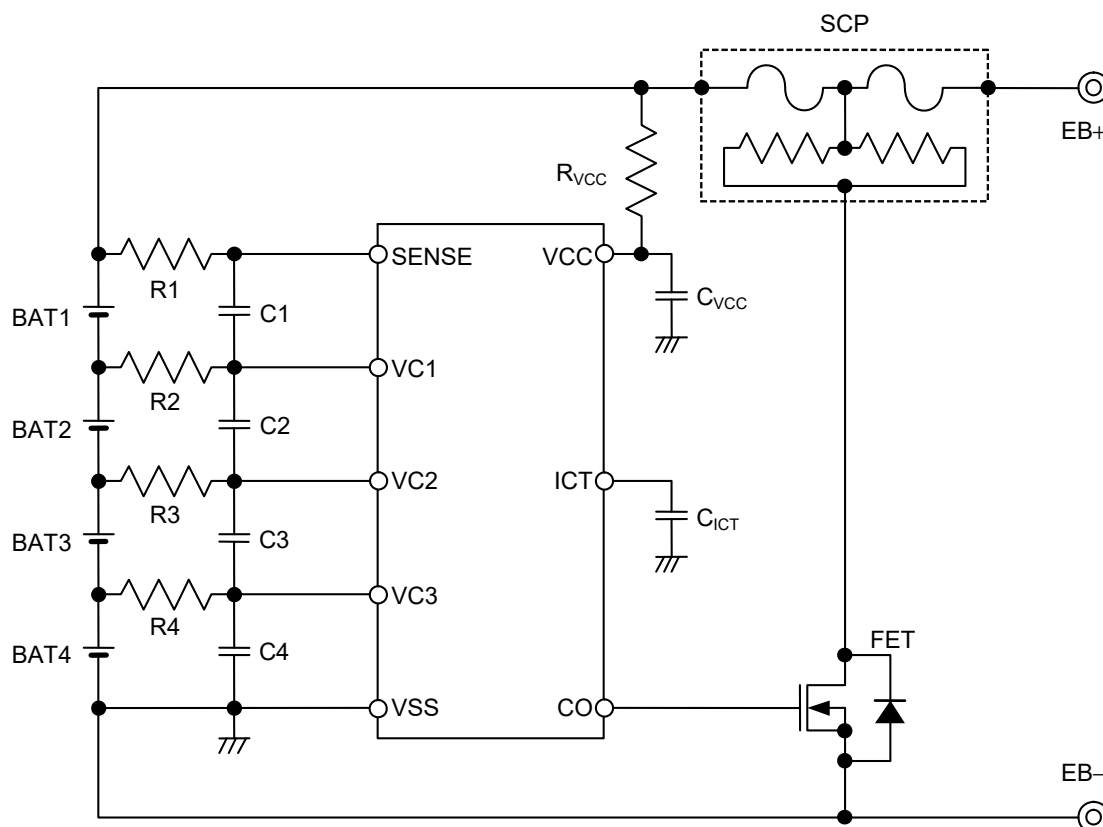 SCP
EB+
RVCC
SENSE
VCC
R1
C1
CVCC
BAT1
VC1
R2
C2
BAT2
VC2
ICT
R3
C3
CICT
BAT3
VC3
R4
C4
BAT4
FET
VSS
CO
EB−